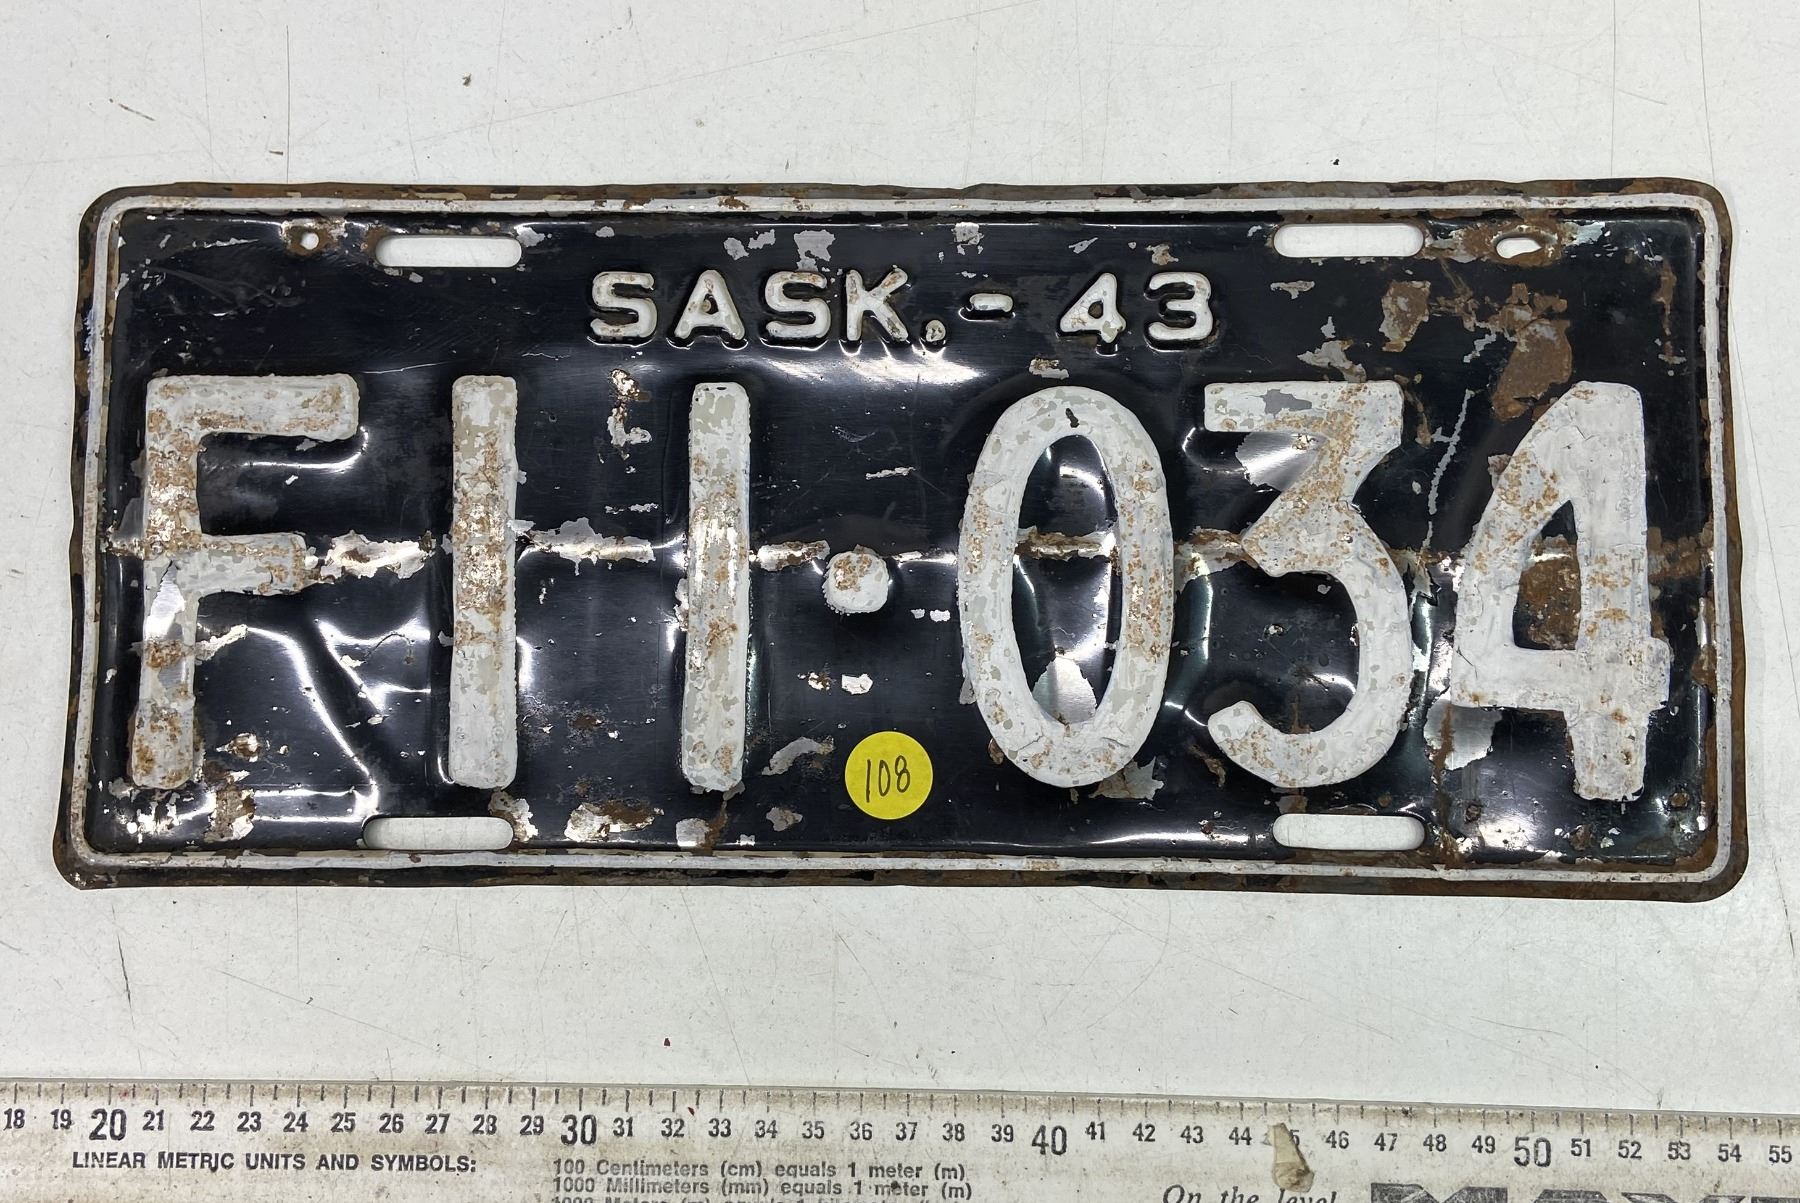 SASK. - 43
F11·034
108
18 19 20 21 22 23 24 25 26 27 28 29 30 31 32 33 34 35 36 37 38 39 40 41 42 43 44 45 46 47 48 49 50 51 52 53 54 55
LINEAR METRIC UNITS AND SYMBOLS:
100 Centimeters (cm) equals 1 meter (m)
1000 Millimeters (mm) equals 1 meter (m)
On the level